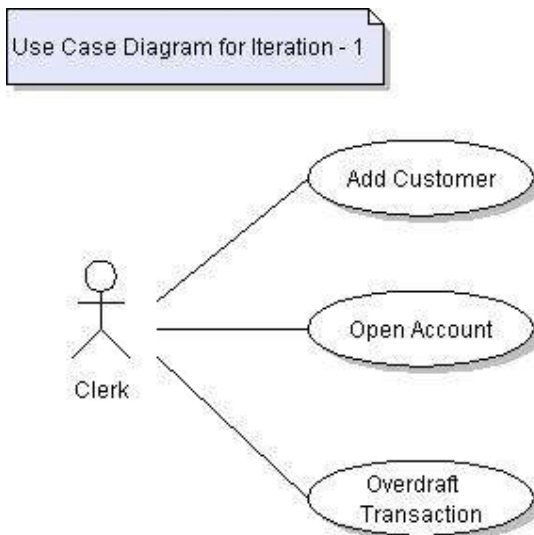 Use Case Diagram for Iteration - 1
Add Customer
Open Account
Clerk
Overdraft
Transaction